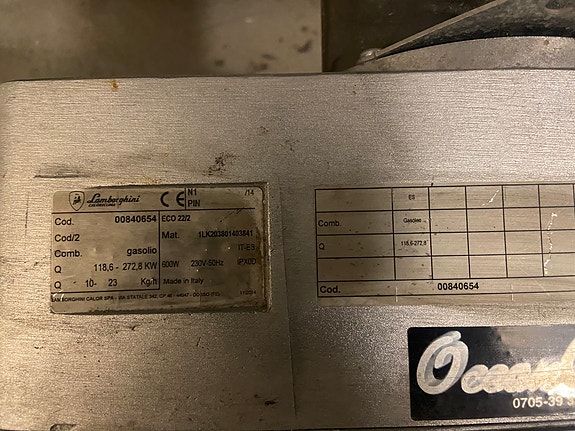 Lamborghini
CALORECLIMA
CE
N1 /14
PIN
Cod. 00840654 ECO 22/2
Cod/2 Mat. 1LK203801403841
Comb. gasolio IT-ES
Q 118,6 - 272,8 KW 600W 230V-50Hz IPX0D
Q 10- 23 Kg/h Made in Italy
ES
Comb. Gasoleo
Q 118,6-272,8
Cod. 00840654
0705-39